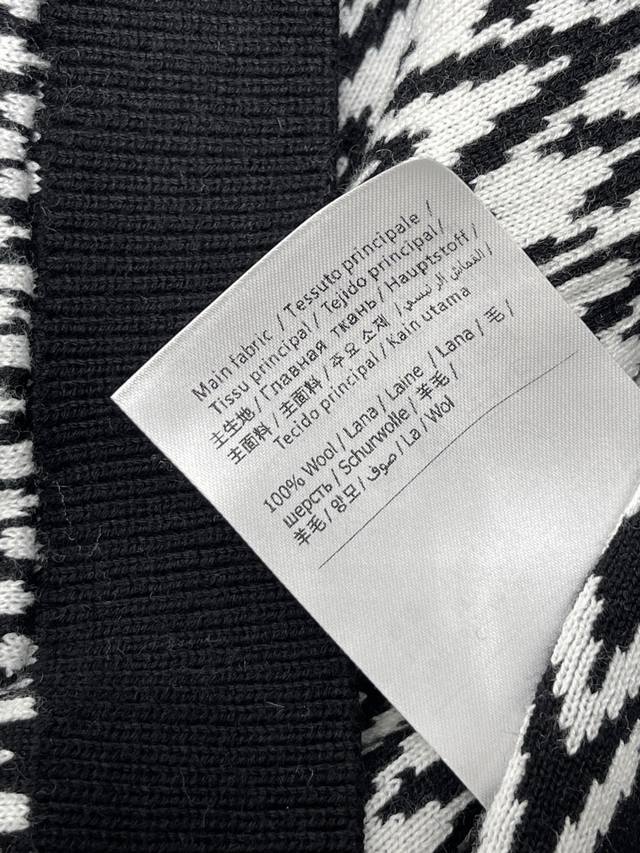 Main fabric / Tessuto principale /
Tissu principal / Tejido principal /
主生地 / Главная ткань / Hauptstoff /
主面料 / 主要面料 / 주요 소재 / القماش الرئيسي /
Tecido principal / Kain utama
100% Wool / Lana / Laine / Lana / 毛 /
шерсть / Schurwolle / 羊毛 /
羊毛 / 양모 / صوف / La / Wol